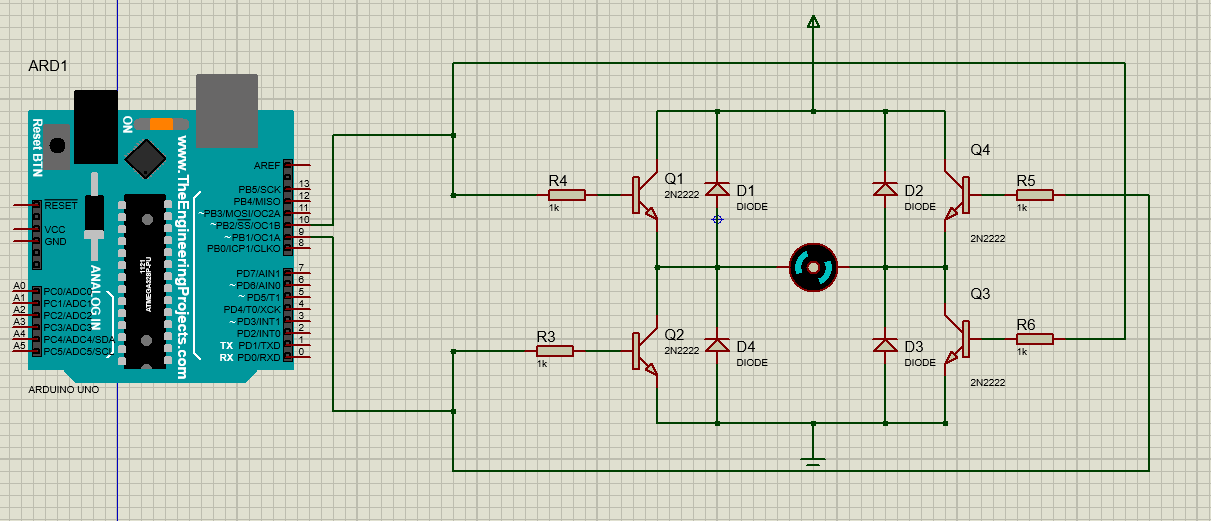 ARD1
Reset BTN
ON
www.TheEngineeringProjects.com
RESET
VCC
GND
AREF
PB5/SCK 13
PB4/MISO 12
~PB3/MOSI/OC2A 11
~PB2/SS/OC1B 10
~PB1/OC1A 9
PB0/ICP1/CLKO 8
PD7/AIN1 7
~PD6/AIN0 6
~PD5/T1 5
PD4/T0/XCK 4
~PD3/INT1 3
PD2/INT0 2
TX PD1/TXD 1
RX PD0/RXD 0
ANALOG IN
A0 PC0/ADC0
A1 PC1/ADC1
A2 PC2/ADC2
A3 PC3/ADC3
A4 PC4/ADC4/SDA
A5 PC5/ADC5/SCL
1121
ATMEGA328P-PU
ARDUINO UNO
R4
1k
Q1
2N2222
D1
DIODE
D2
DIODE
Q4
2N2222
R5
1k
R3
1k
Q2
2N2222
D4
DIODE
D3
DIODE
Q3
2N2222
R6
1k